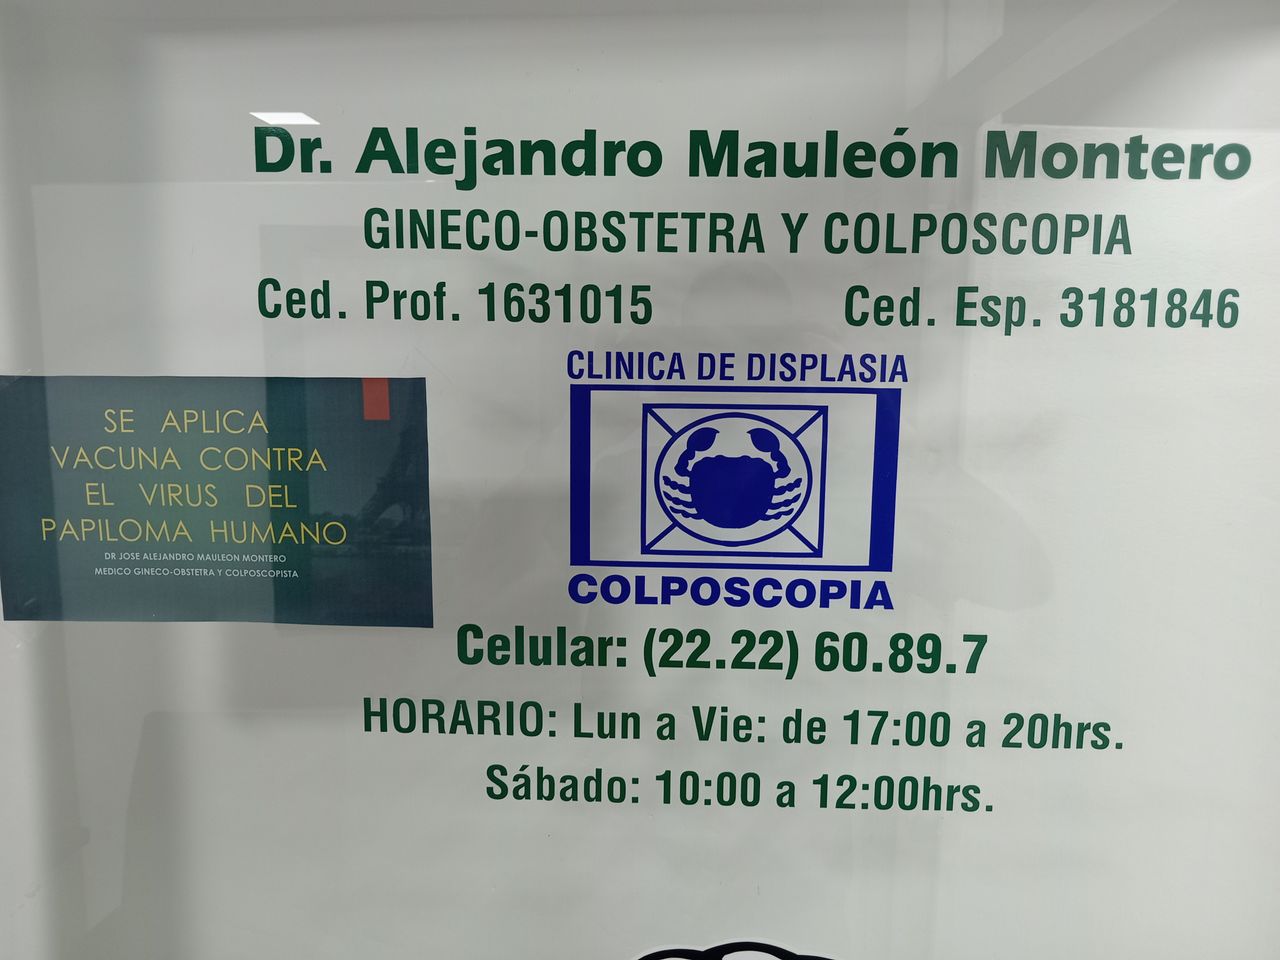 Dr. Alejandro Mauleón Montero
GINECO-OBSTETRA Y COLPOSCOPIA
Ced. Prof. 1631015 Ced. Esp. 3181846
CLINICA DE DISPLASIA
COLPOSCOPIA
SE APLICA
VACUNA CONTRA
EL VIRUS DEL
PAPILOMA HUMANO
DR JOSE ALEJANDRO MAULEON MONTERO
MEDICO GINECO-OBSTETRA Y COLPOSCOPISTA
Celular: (22.22) 60.89.7
HORARIO: Lun a Vie: de 17:00 a 20hrs.
Sábado: 10:00 a 12:00hrs.